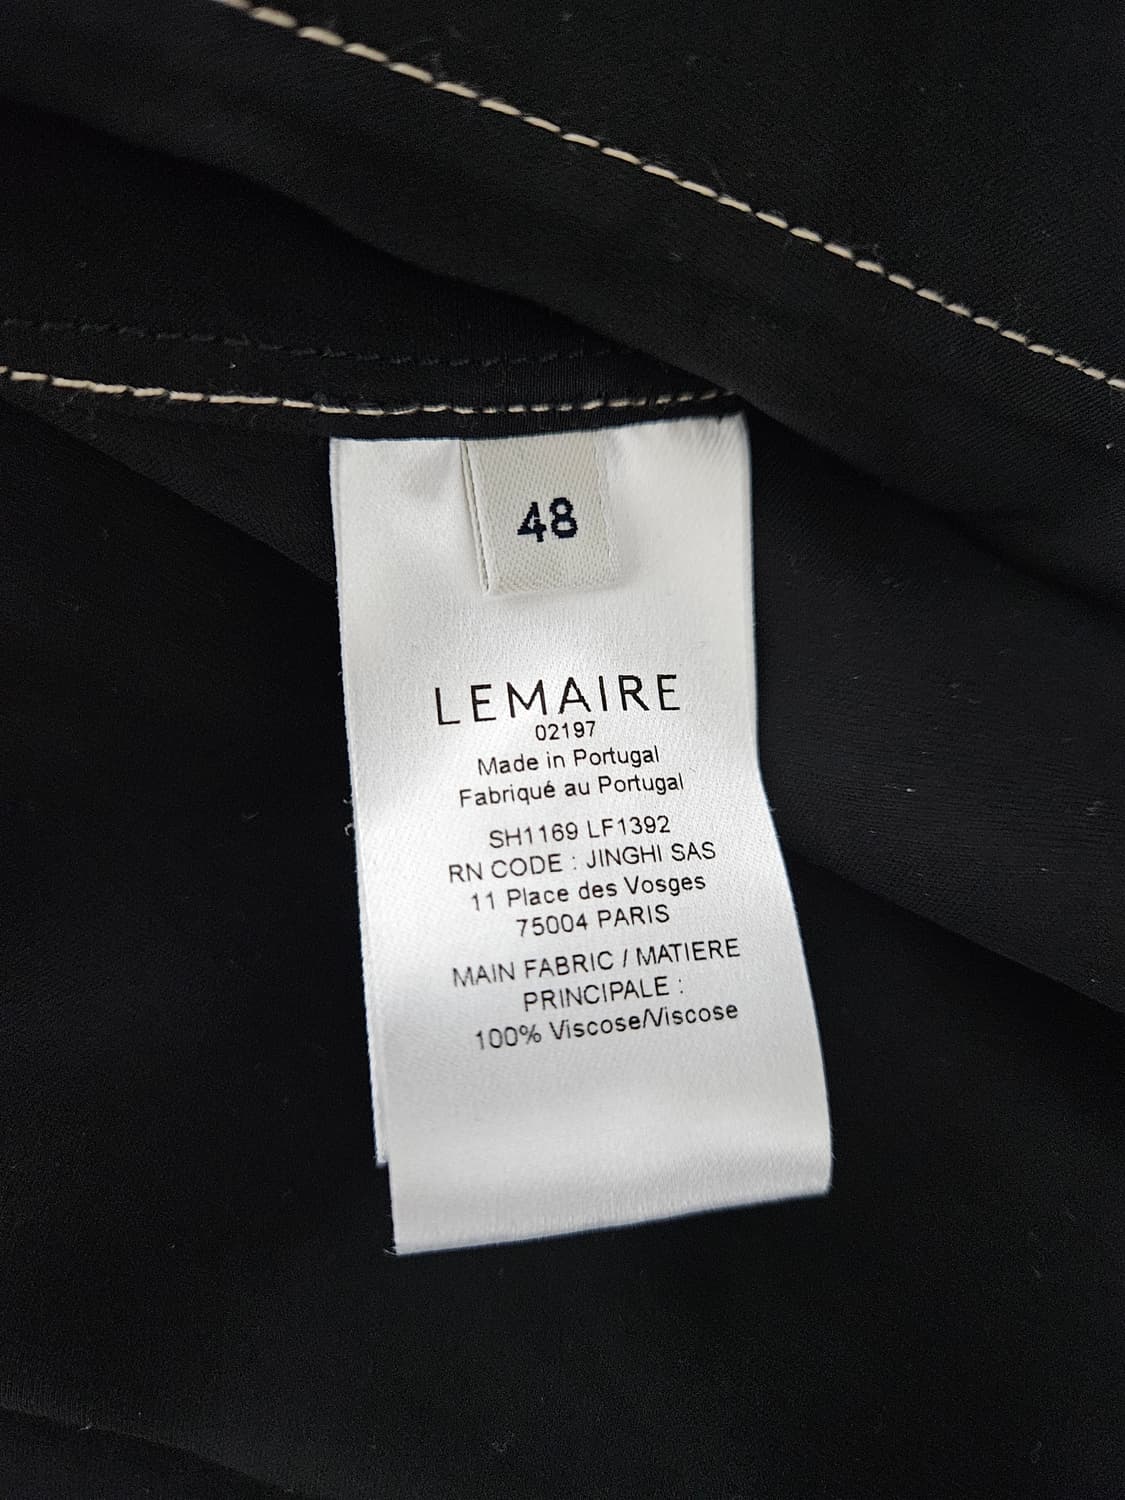 48
LEMAIRE
02197
Made in Portugal
Fabriqué au Portugal
SH1169 LF1392
RN CODE : JINGHI SAS
11 Place des Vosges
75004 PARIS
MAIN FABRIC / MATIERE
PRINCIPALE :
100% Viscose/Viscose